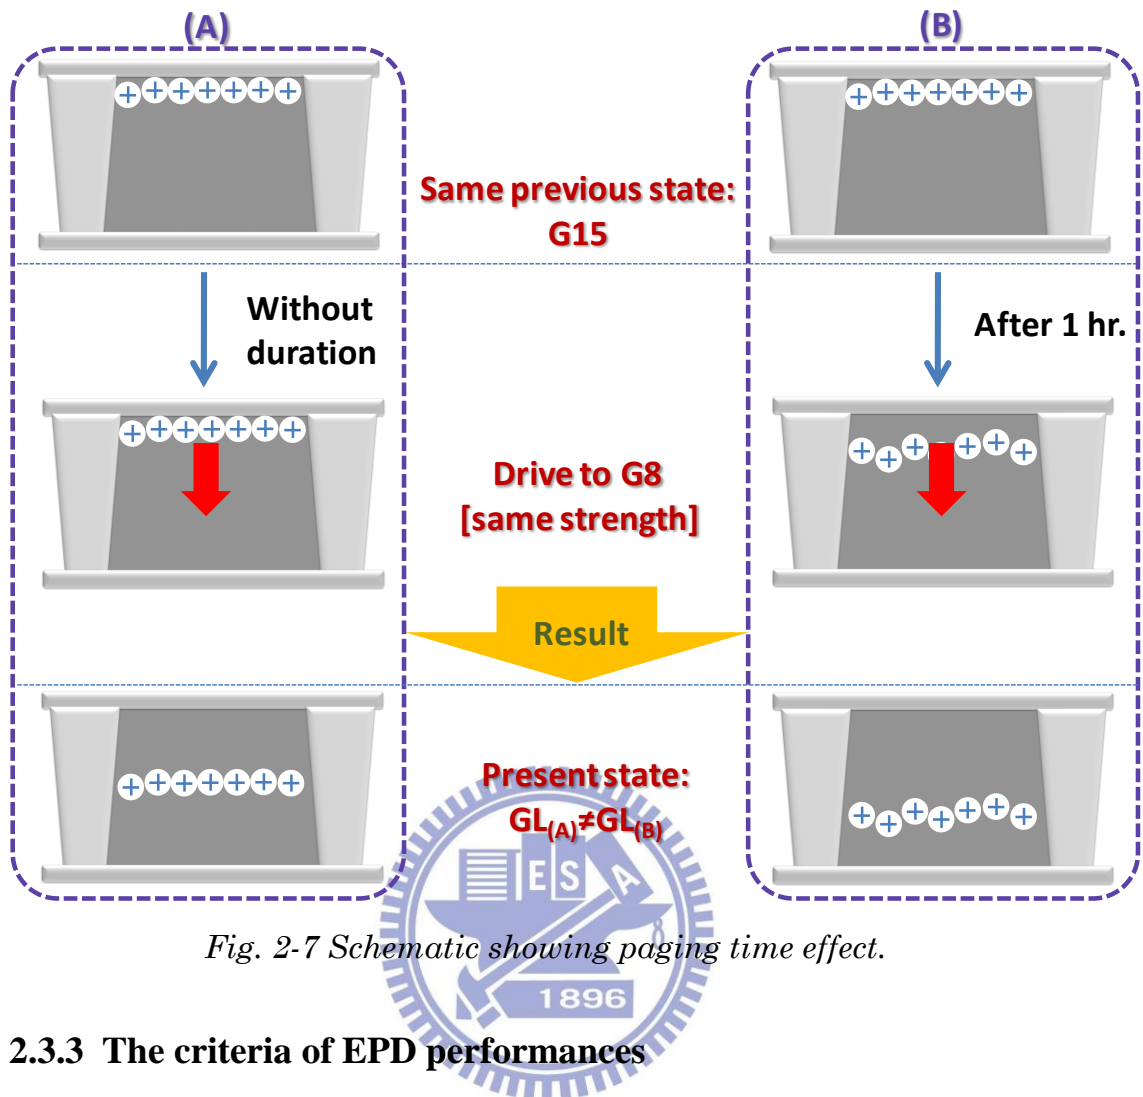 (A)
(B)
+ + + + + + +
+ + + + + + +
Same previous state:
G15
Without
duration
After 1 hr.
+ + + + + + +
+ + + + + +
Drive to G8
[same strength]
Result
+ + + + + + +
+ + + + + + +
Present state:
GL(A)≠GL(B)
E S A
1896
Fig. 2-7 Schematic showing paging time effect.
2.3.3 The criteria of EPD performances